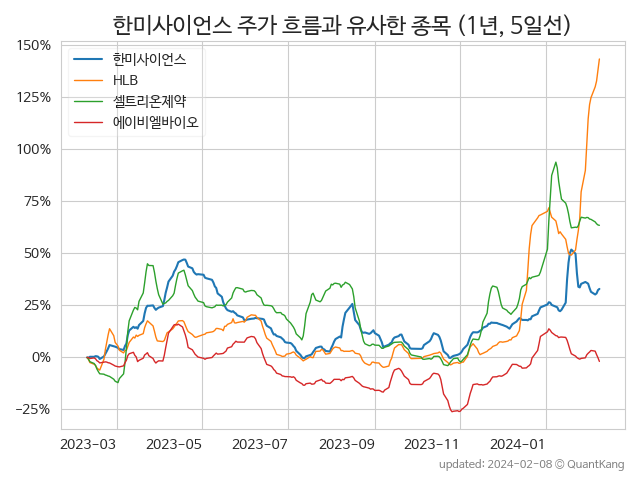 한미사이언스 주가 흐름과 유사한 종목 (1년, 5일선)
150%
한미사이언스
HLB
셀트리온제약
에이비엘바이오
125%
100%
75%
50%
25%
0%
−25%
2023-03 2023-05 2023-07 2023-09 2023-11 2024-01
updated: 2024-02-08 © QuantKang